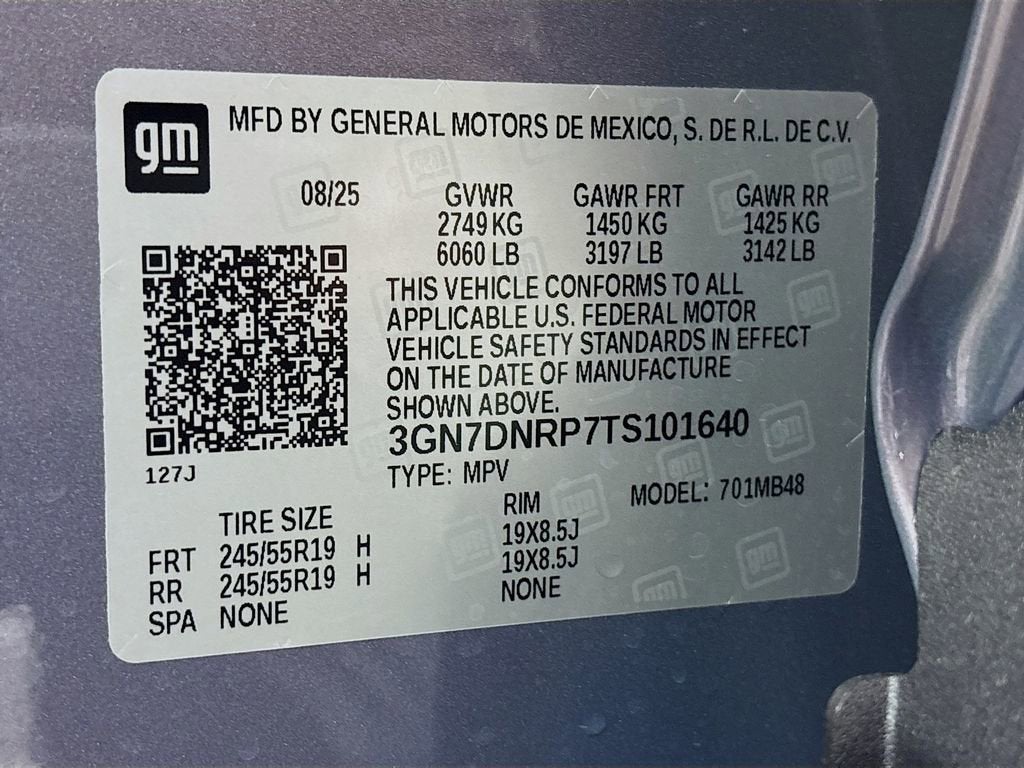 gm
MFD BY GENERAL MOTORS DE MEXICO, S. DE R.L. DE C.V.
08/25 GVWR GAWR FRT GAWR RR
2749 KG 1450 KG 1425 KG
6060 LB 3197 LB 3142 LB
THIS VEHICLE CONFORMS TO ALL
APPLICABLE U.S. FEDERAL MOTOR
VEHICLE SAFETY STANDARDS IN EFFECT
ON THE DATE OF MANUFACTURE
SHOWN ABOVE.
3GN7DNRP7TS101640
127J
TYPE: MPV MODEL: 701MB48
TIRE SIZE RIM
FRT 245/55R19 H 19X8.5J
RR 245/55R19 H 19X8.5J
SPA NONE NONE